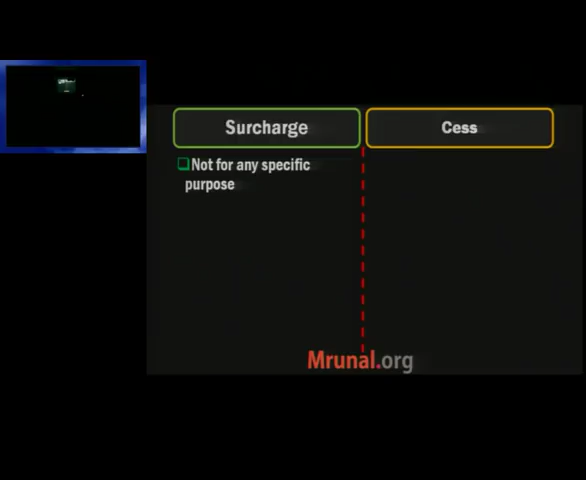 Surcharge
Cess
Not for any specific
purpose
Mrunal.org